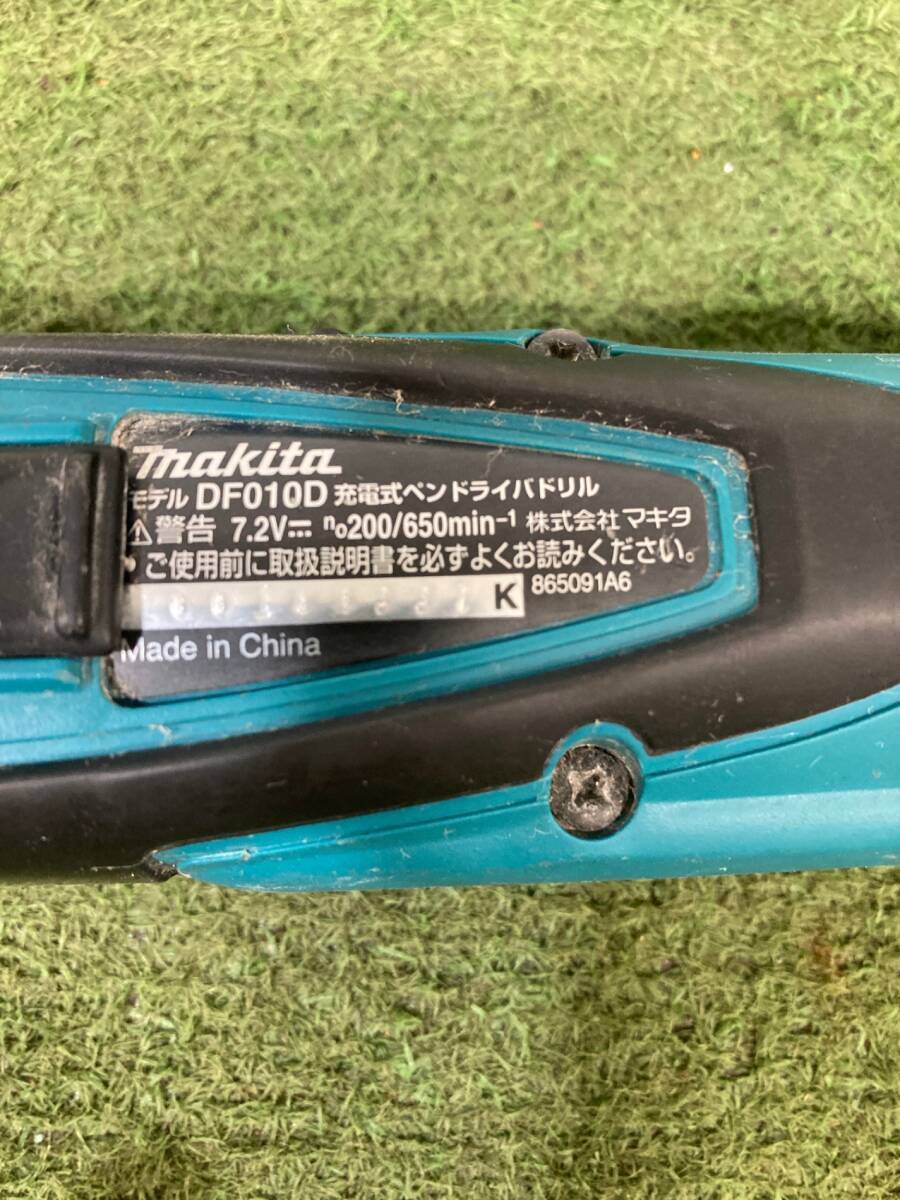 makita
モデル DF010D 充電式ペンドライバドリル
警告 7.2V⎓ n₀200/650min⁻¹ 株式会社マキタ
・ご使用前に取扱説明書を必ずよくお読みください。
K 865091A6
Made in China